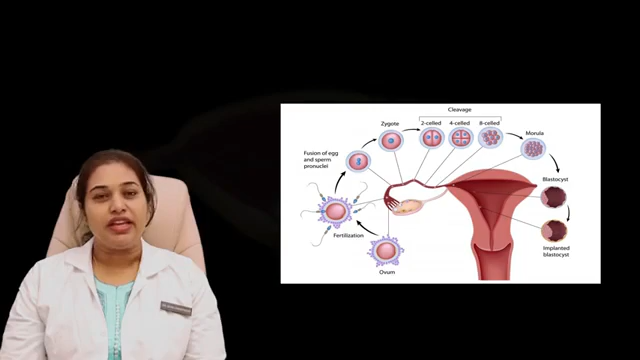 Cleavage
Zygote
2-celled
4-celled
8-celled
Morula
Fusion of egg
and sperm
pronuclei
Blastocyst
Fertilization
Implanted
blastocyst
Ovum